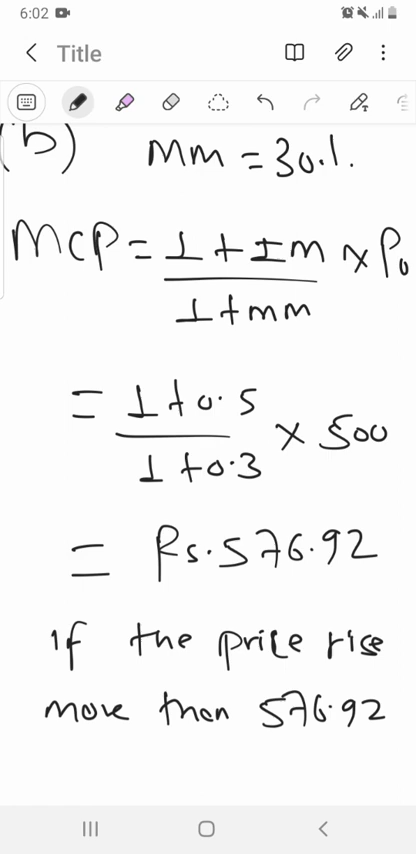 6:02
Title
(b) Mm = 30%.
MCP = 1 + Im / 1 + mm × P₀
= 1 + 0.5 / 1 + 0.3 × 500
= Rs. 576.92
If the price rise
more than 576.92